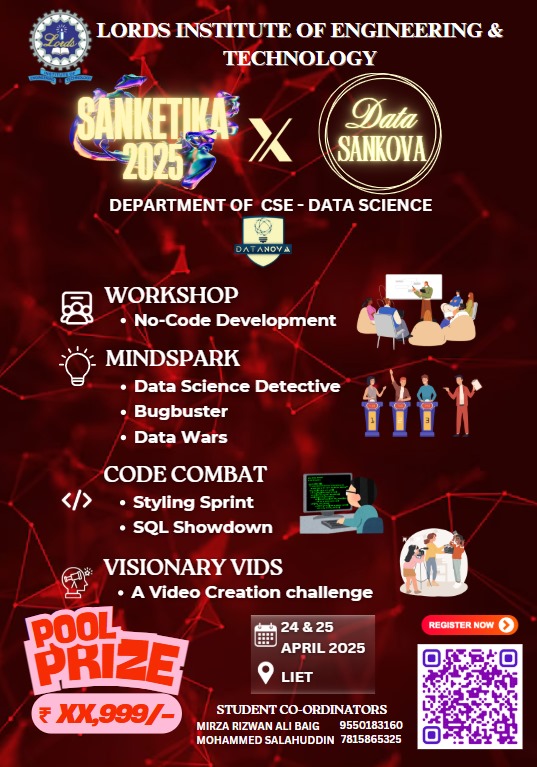 LORDS INSTITUTE OF ENGINEERING &
TECHNOLOGY
Lords
SANKETIKA
2025
X
Data
SANKOVA
DEPARTMENT OF CSE - DATA SCIENCE
DATANOVA
WORKSHOP
• No-Code Development
MINDSPARK
• Data Science Detective
• Bugbuster
• Data Wars
CODE COMBAT
• Styling Sprint
• SQL Showdown
VISIONARY VIDS
• A Video Creation challenge
POOL
PRIZE
₹ XX,999/-
24 & 25
APRIL 2025
LIET
REGISTER NOW
STUDENT CO-ORDINATORS
MIRZA RIZWAN ALI BAIG 9550183160
MOHAMMED SALAHUDDIN 7815865325